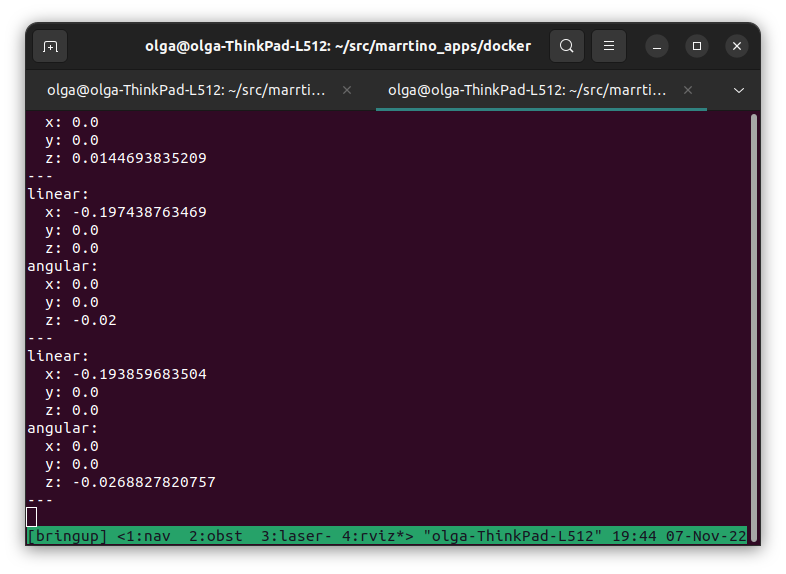 olga@olga-ThinkPad-L512: ~/src/marrtino_apps/docker
olga@olga-ThinkPad-L512: ~/src/marrti...
olga@olga-ThinkPad-L512: ~/src/marrti...
  x: 0.0
  y: 0.0
  z: 0.0144693835209
---
linear:
  x: -0.197438763469
  y: 0.0
  z: 0.0
angular:
  x: 0.0
  y: 0.0
  z: -0.02
---
linear:
  x: -0.193859683504
  y: 0.0
  z: 0.0
angular:
  x: 0.0
  y: 0.0
  z: -0.0268827820757
---
[bringup] <1:nav  2:obst  3:laser- 4:rviz*> "olga-ThinkPad-L512" 19:44 07-Nov-22